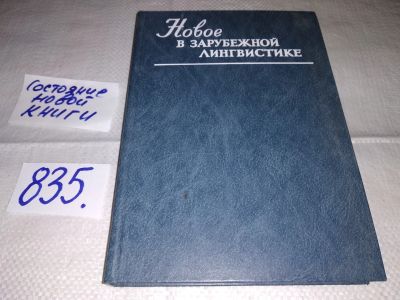 Новое
В ЗАРУБЕЖНОЙ
ЛИНГВИСТИКЕ
Состояние
новой
книги
835.